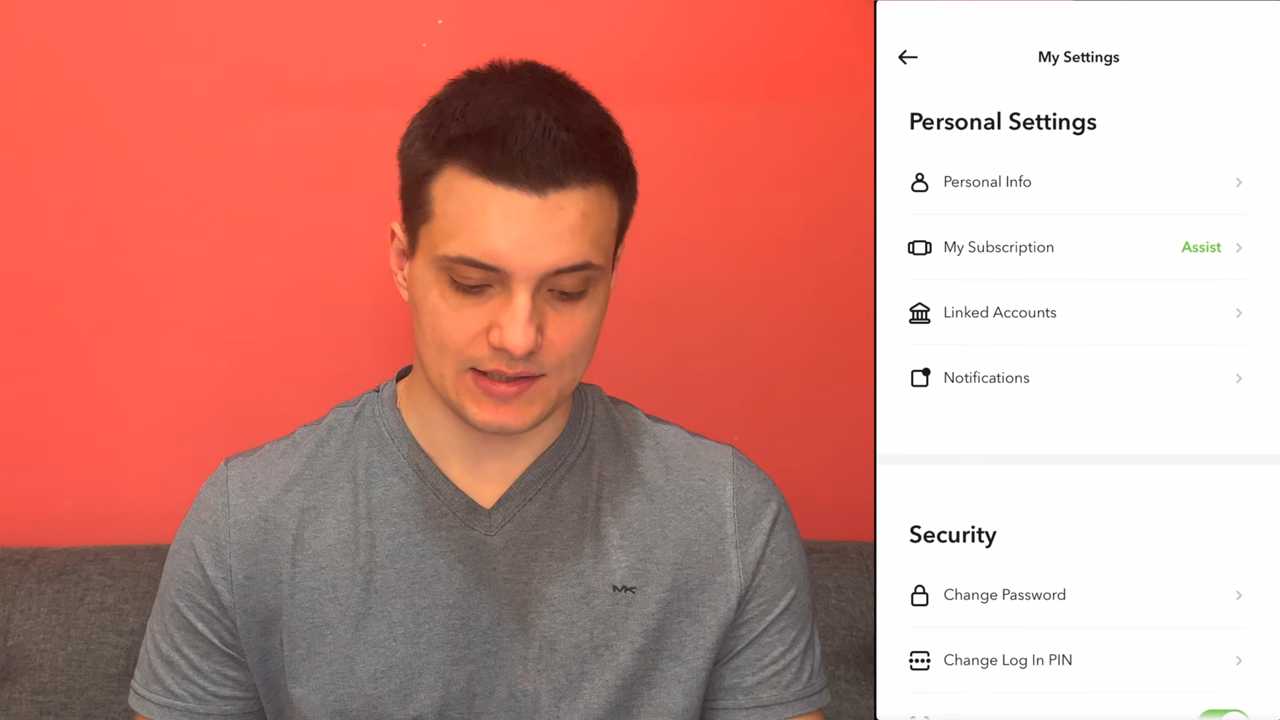 My Settings
Personal Settings
Personal Info
My Subscription Assist
Linked Accounts
Notifications
Security
Change Password
Change Log In PIN
MK